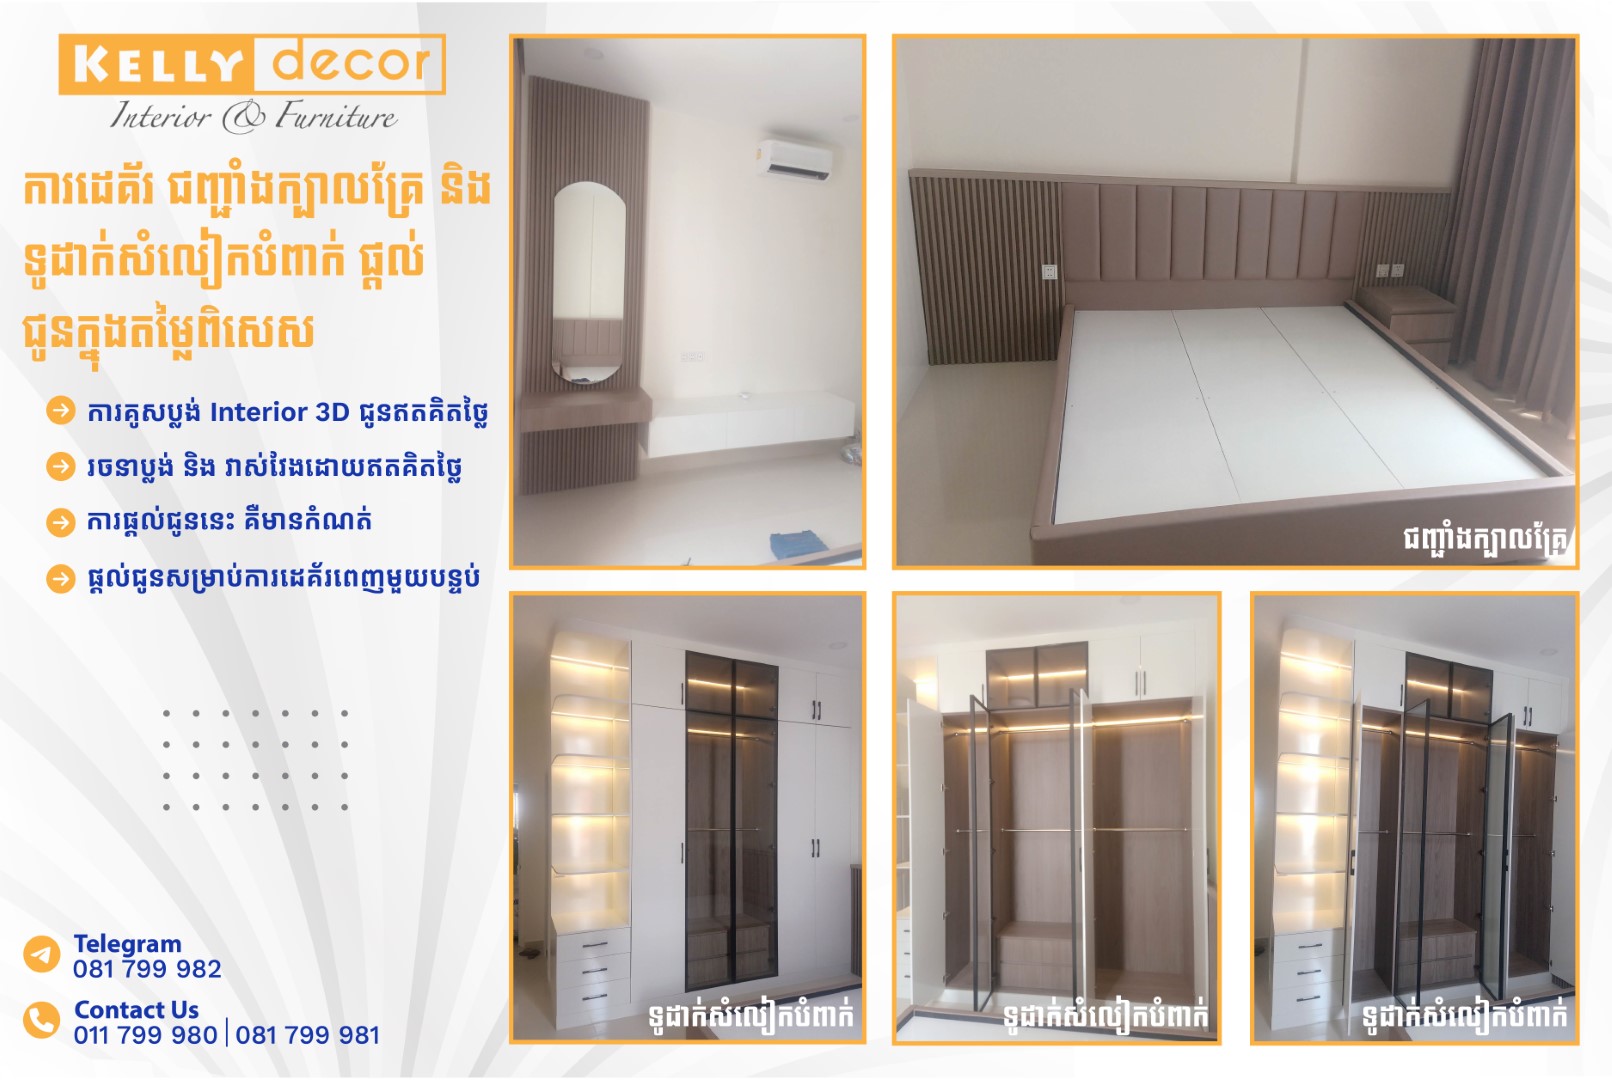 KELLY decor
Interior & Furniture
ការដេគ័រ ជញ្ជាំងក្បាលគ្រែ និង
ទូដាក់សំលៀកបំពាក់ ផ្ដល់
ជូនក្នុងតម្លៃពិសេស
ការគូសប្លង់ Interior 3D ជូនឥតគិតថ្លៃ
រចនាប្លង់ និង វាស់វែងដោយឥតគិតថ្លៃ
ការផ្ដល់ជូននេះ គឺមានកំណត់
ផ្ដល់ជូនសម្រាប់ការដេគ័រពេញមួយបន្ទប់
Telegram
081 799 982
Contact Us
011 799 980 | 081 799 981
ជញ្ជាំងក្បាលគ្រែ
ទូដាក់សំលៀកបំពាក់
ទូដាក់សំលៀកបំពាក់
ទូដាក់សំលៀកបំពាក់